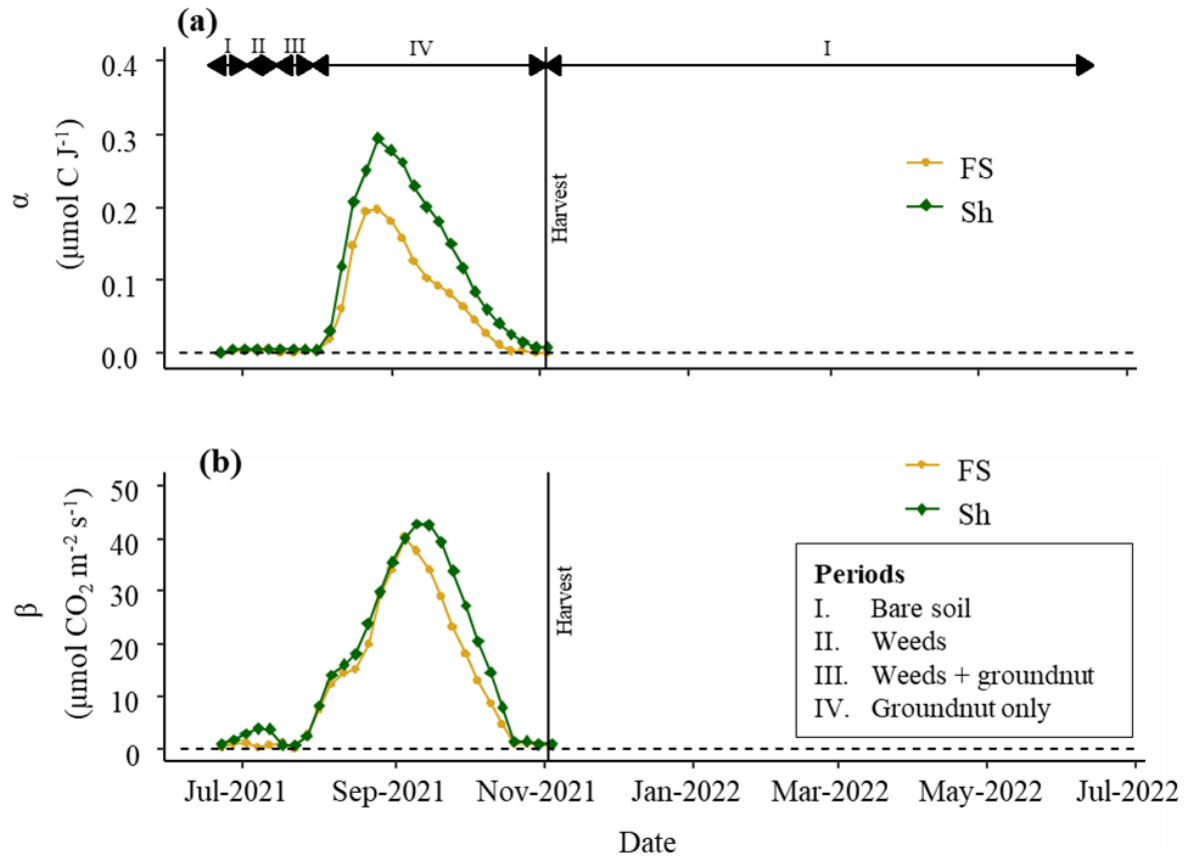 (a)
I II III IV I
0.4
0.3
0.2
0.1
0.0
α
(μmol C J⁻¹)
FS
Sh
Harvest
(b)
50
40
30
20
10
0
β
(μmol CO₂ m⁻² s⁻¹)
FS
Sh
Harvest
Periods
I. Bare soil
II. Weeds
III. Weeds + groundnut
IV. Groundnut only
Jul-2021 Sep-2021 Nov-2021 Jan-2022 Mar-2022 May-2022 Jul-2022
Date